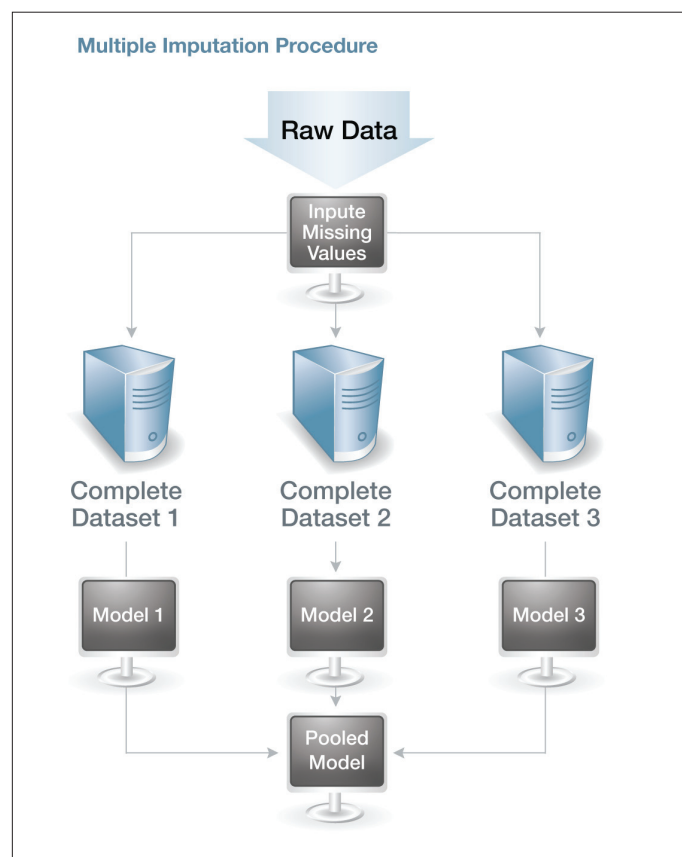 Multiple Imputation Procedure
Raw Data
Inpute
Missing
Values
Complete
Dataset 1
Complete
Dataset 2
Complete
Dataset 3
Model 1
Model 2
Model 3
Pooled
Model